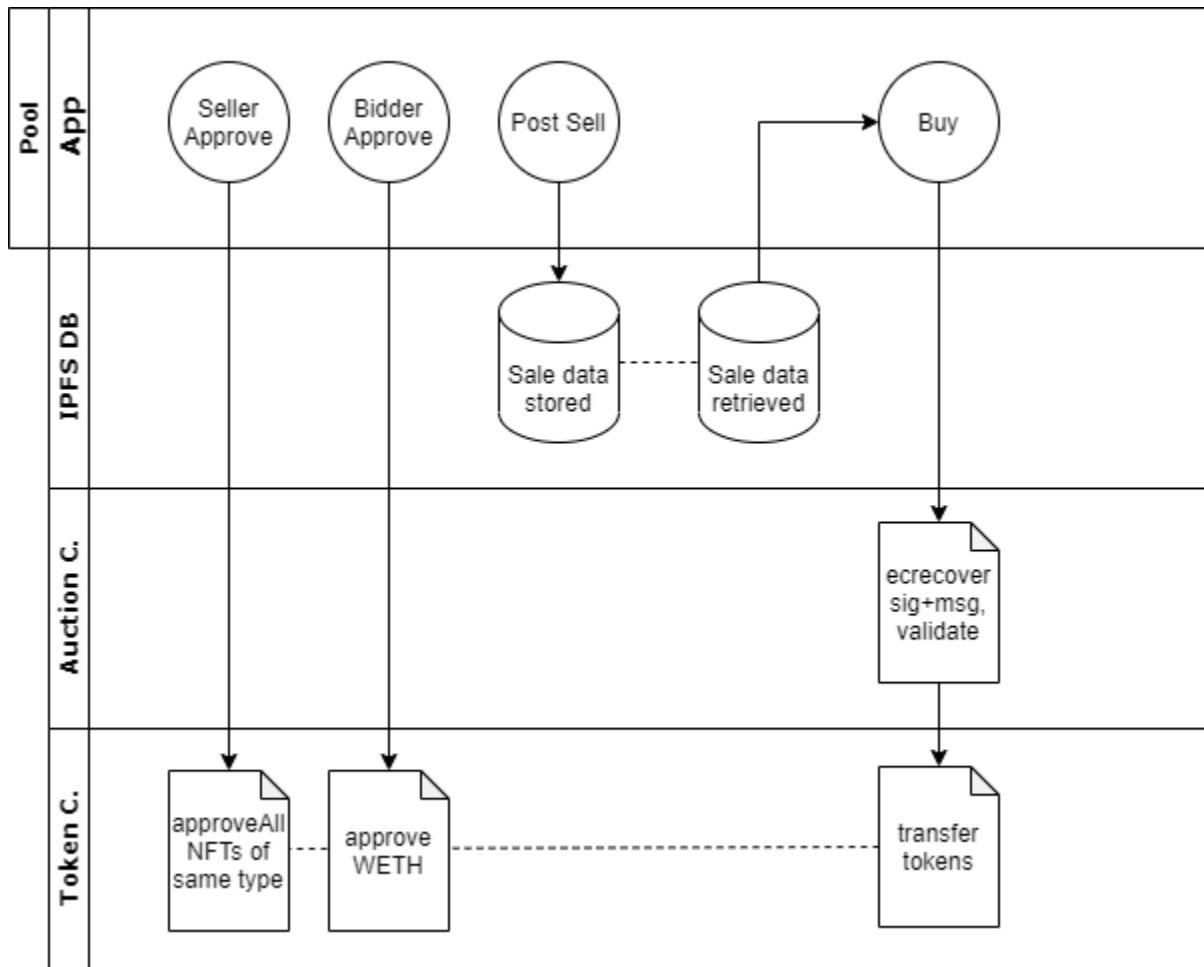 Pool
App
Seller
Approve
Bidder
Approve
Post Sell
Buy
IPFS DB
Sale data
stored
Sale data
retrieved
Auction C.
ecrecover
sig+msg,
validate
Token C.
approveAll
NFTs of
same type
approve
WETH
transfer
tokens